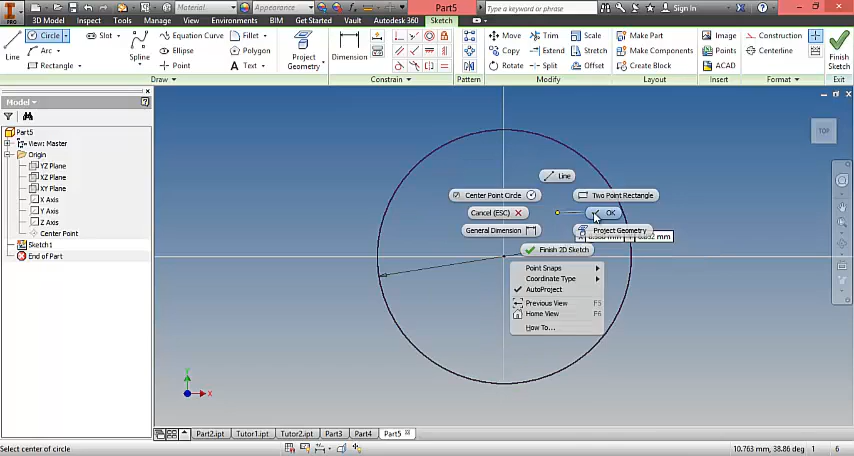 Material
Appearance
Part5
Type a keyword or phrase
Sign In
PRO
3D Model
Inspect
Tools
Manage
View
Environments
BIM
Get Started
Vault
Autodesk 360
Sketch
Line
Circle
Arc
Rectangle
Slot
Spline
Equation Curve
Ellipse
Point
Fillet
Polygon
Text
Project
Geometry
Dimension
Move
Copy
Rotate
Trim
Extend
Split
Scale
Stretch
Offset
Make Part
Make Components
Create Block
Image
Points
ACAD
Construction
Centerline
Finish
Sketch
Draw
Constrain
Pattern
Modify
Layout
Insert
Format
Exit
Model
Part5
View: Master
Origin
YZ Plane
XZ Plane
XY Plane
X Axis
Y Axis
Z Axis
Center Point
Sketch1
End of Part
TOP
Line
Center Point Circle
Two Point Rectangle
Cancel (ESC)
OK
General Dimension
Project Geometry
Finish 2D Sketch
Point Snaps
Coordinate Type
AutoProject
Previous View F5
Home View F6
How To...
Y
X
Part2.ipt
Tutor1.ipt
Tutor2.ipt
Part3
Part4
Part5
Select center of circle
10.763 mm, 38.86 deg
1
6